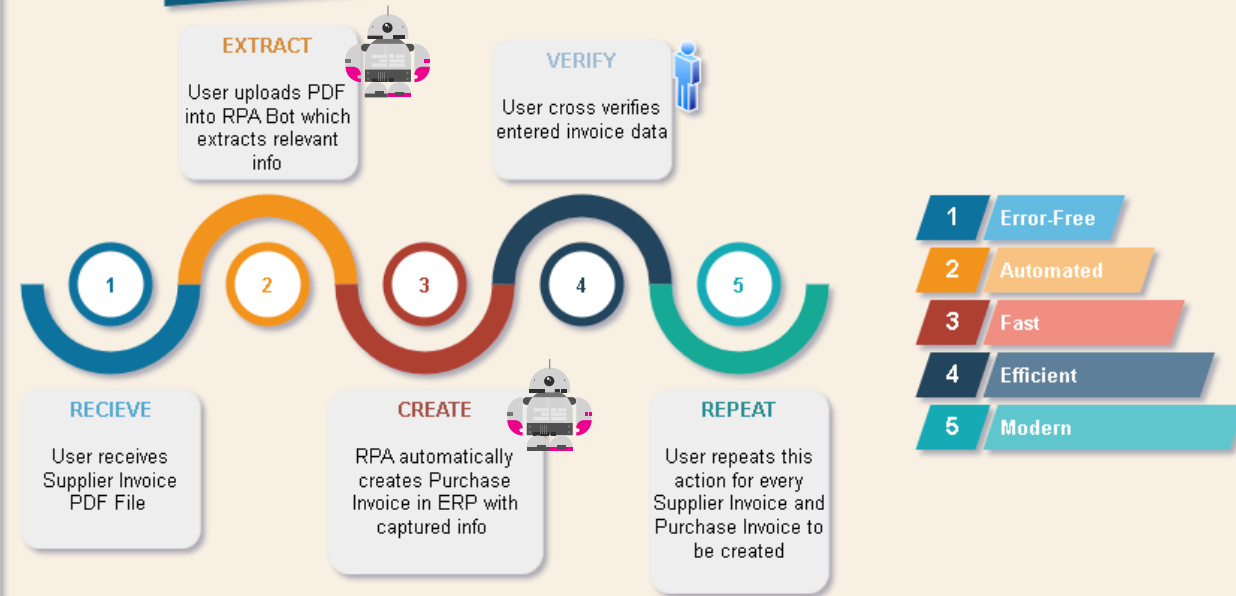 EXTRACT
User uploads PDF
into RPA Bot which
extracts relevant
info
VERIFY
User cross verifies
entered invoice data
1
2
3
4
5
RECIEVE
User receives
Supplier Invoice
PDF File
CREATE
RPA automatically
creates Purchase
Invoice in ERP with
captured info
REPEAT
User repeats this
action for every
Supplier Invoice and
Purchase Invoice to
be created
1 Error-Free
2 Automated
3 Fast
4 Efficient
5 Modern